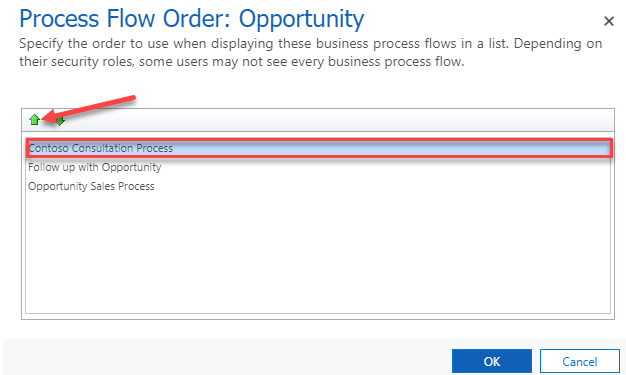 Process Flow Order: Opportunity
Specify the order to use when displaying these business process flows in a list. Depending on
their security roles, some users may not see every business process flow.
Contoso Consultation Process
Follow up with Opportunity
Opportunity Sales Process
OK
Cancel